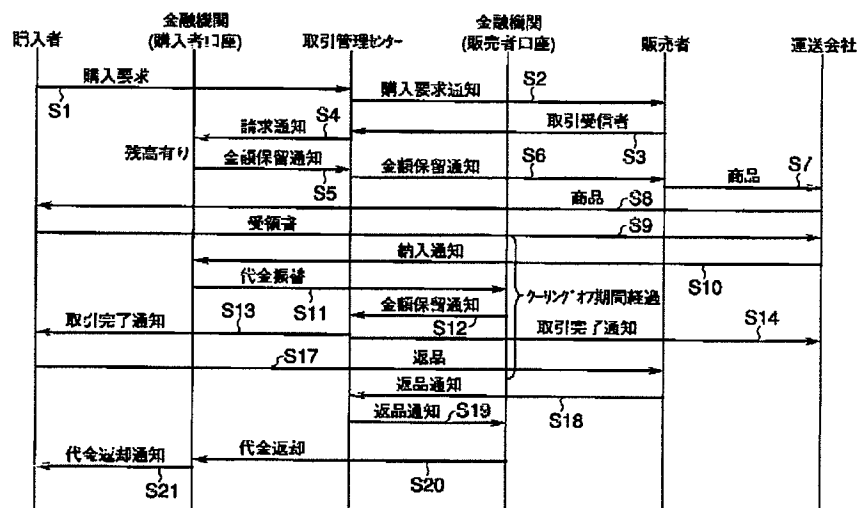 購入者
金融機関
(購入者口座)
取引管理センター
金融機関
(販売者口座)
販売者
運送会社
購入要求
S1
購入要求通知
S2
取引受信者
S3
請求通知
S4
残高有り
金額保留通知
S5
金額保留通知
S6
商品
S7
商品
S8
受領書
S9
納入通知
S10
代金振替
S11
クーリングオフ期間経過
金額保留通知
S12
取引完了通知
S13
取引完了通知
S14
返品
S17
返品通知
S18
返品通知
S19
代金返却
S20
代金返却通知
S21